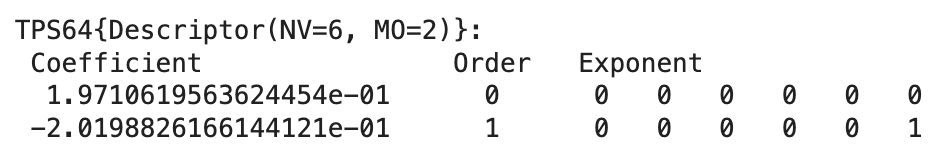 TPS64{Descriptor(NV=6, MO=2)}:
Coefficient Order Exponent
1.9710619563624454e-01 0 0 0 0 0 0 0
-2.0198826166144121e-01 1 0 0 0 0 0 1